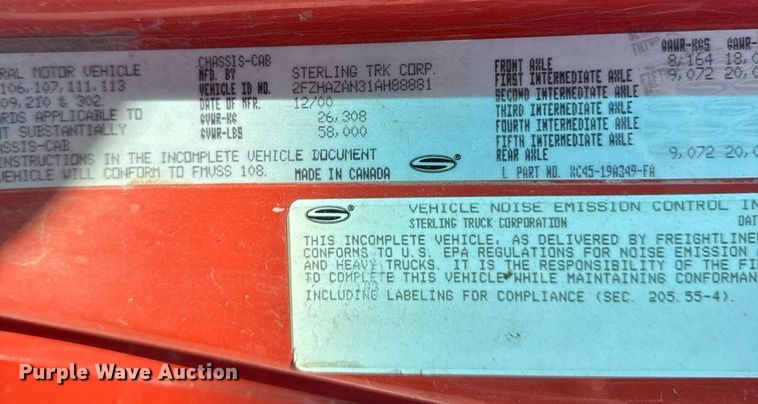 CHASSIS-CAB
RAL MOTOR VEHICLE
MFD. BY STERLING TRK CORP.
106,107,111,113
VEHICLE ID NO. 2FZHAZAN31AH88881
09,210 & 302.
DATE OF MFR. 12/00
RDS APPLICABLE TO
GVWR-KG 26,308
NT SUBSTANTIALLY
GVWR-LBS 58,000
HASSIS-CAB.
INSTRUCTIONS IN THE INCOMPLETE VEHICLE DOCUMENT
VEHICLE WILL CONFORM TO FMVSS 108. MADE IN CANADA
GAWR-KGS GAWR-
FRONT AXLE 8,164 18,0
FIRST INTERMEDIATE AXLE 9,072 20,0
SECOND INTERMEDIATE AXLE
THIRD INTERMEDIATE AXLE
FOURTH INTERMEDIATE AXLE
FIFTH INTERMEDIATE AXLE
REAR AXLE 9,072 20,0
L PART NO. XC45-19A349-FA
VEHICLE NOISE EMISSION CONTROL IN
STERLING TRUCK CORPORATION DAT
THIS INCOMPLETE VEHICLE, AS DELIVERED BY FREIGHTLINE
CONFORMS TO U.S. EPA REGULATIONS FOR NOISE EMISSION
AND HEAVY TRUCKS. IT IS THE RESPONSIBILITY OF THE FI
TO COMPLETE THIS VEHICLE WHILE MAINTAINING CONFORMAN
INCLUDING LABELING FOR COMPLIANCE (SEC. 205.55-4).
Purple Wave Auction